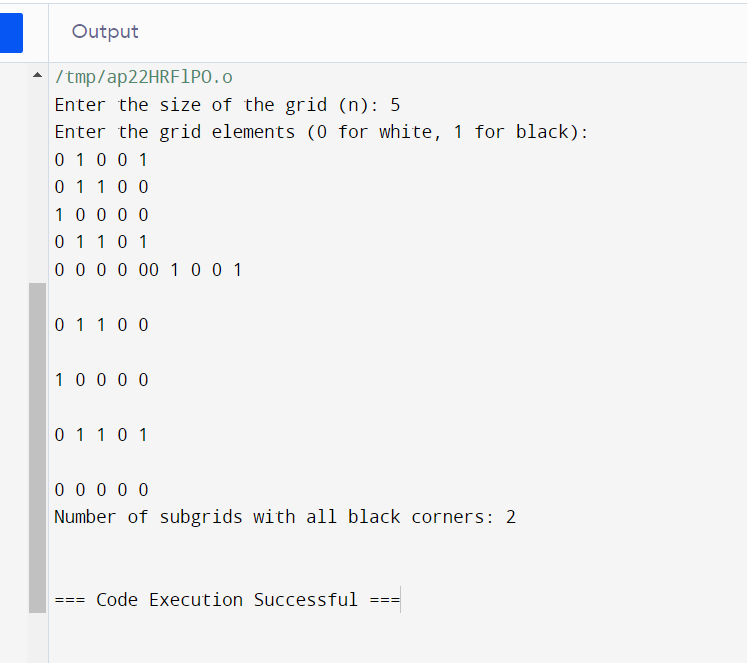 Output
/tmp/ap22HRFlPO.o
Enter the size of the grid (n): 5
Enter the grid elements (0 for white, 1 for black):
0 1 0 0 1
0 1 1 0 0
1 0 0 0 0
0 1 1 0 1
0 0 0 0 00 1 0 0 1
0 1 1 0 0
1 0 0 0 0
0 1 1 0 1
0 0 0 0 0
Number of subgrids with all black corners: 2
=== Code Execution Successful ===